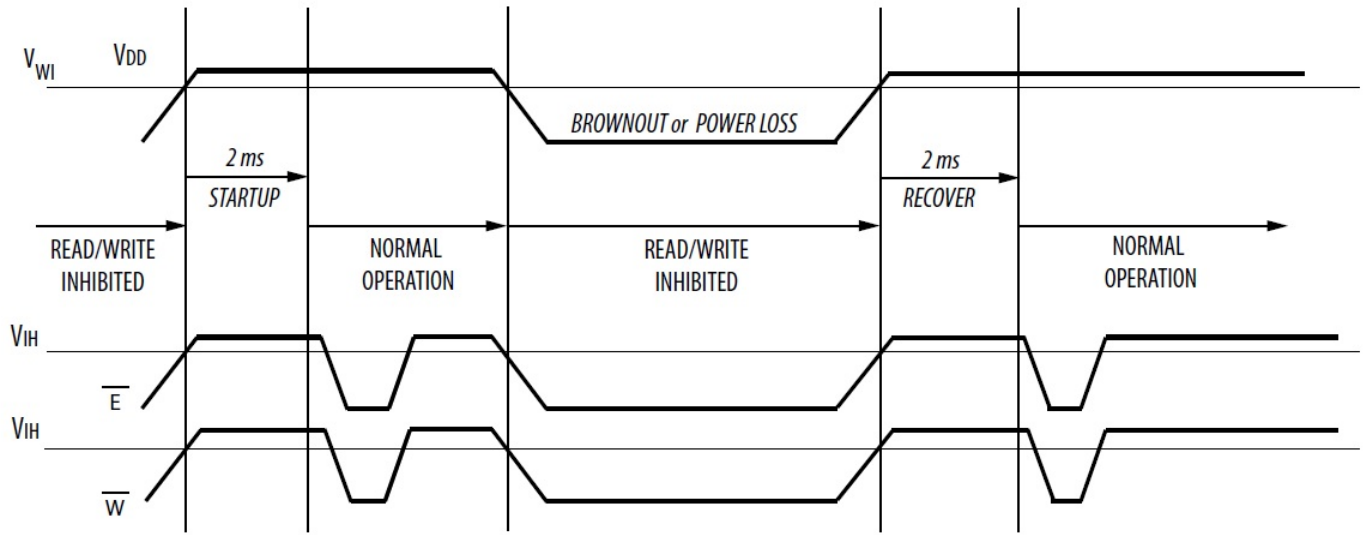 VWI VDD
BROWNOUT or POWER LOSS
2 ms
STARTUP
2 ms
RECOVER
READ/WRITE
INHIBITED
NORMAL
OPERATION
READ/WRITE
INHIBITED
NORMAL
OPERATION
VIH
E
VIH
W